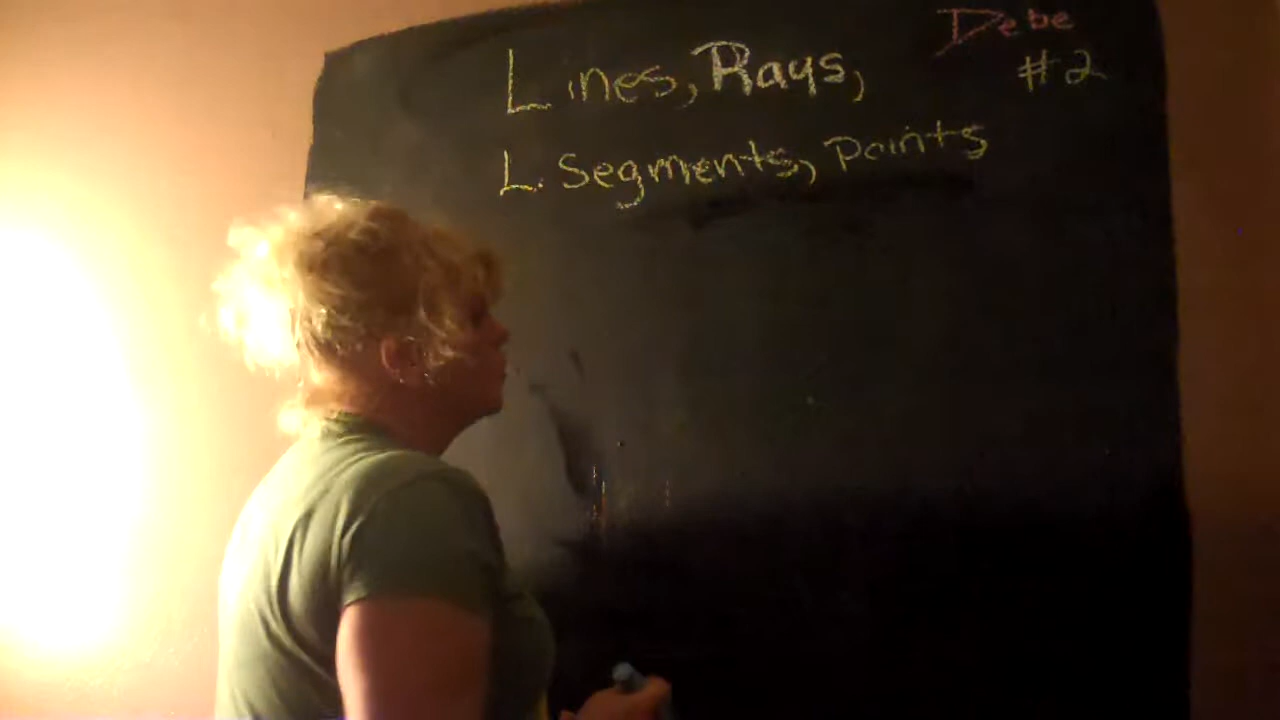 Lines, Rays,
L. Segments, Points
Debe
#2